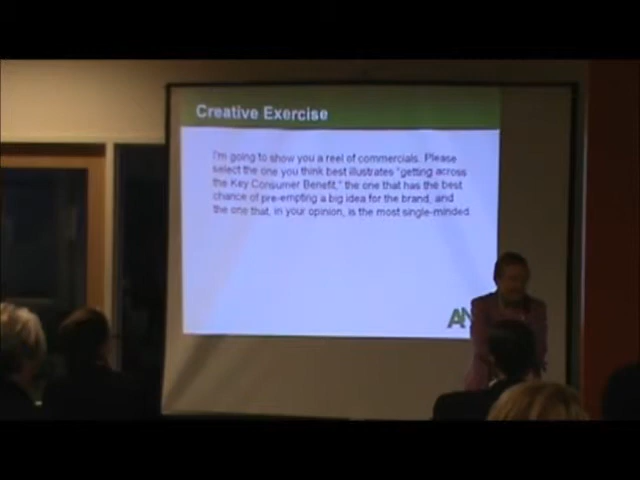 Creative Exercise
I'm going to show you a reel of commercials. Please
select the one you think best illustrates "getting across
the Key Consumer Benefit," the one that has the best
chance of pre-empting a big idea for the brand, and
the one that, in your opinion, is the most single-minded.